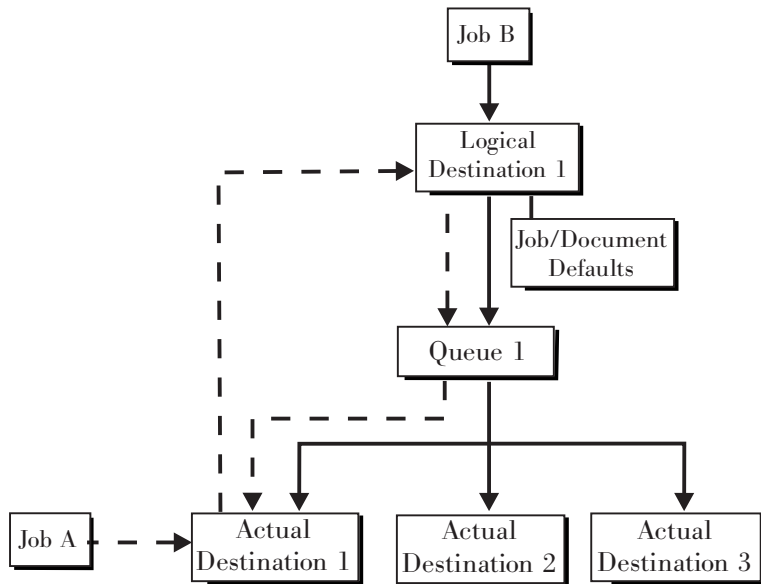 Job B
Logical
Destination 1
Job/Document
Defaults
Queue 1
Job A
Actual
Destination 1
Actual
Destination 2
Actual
Destination 3